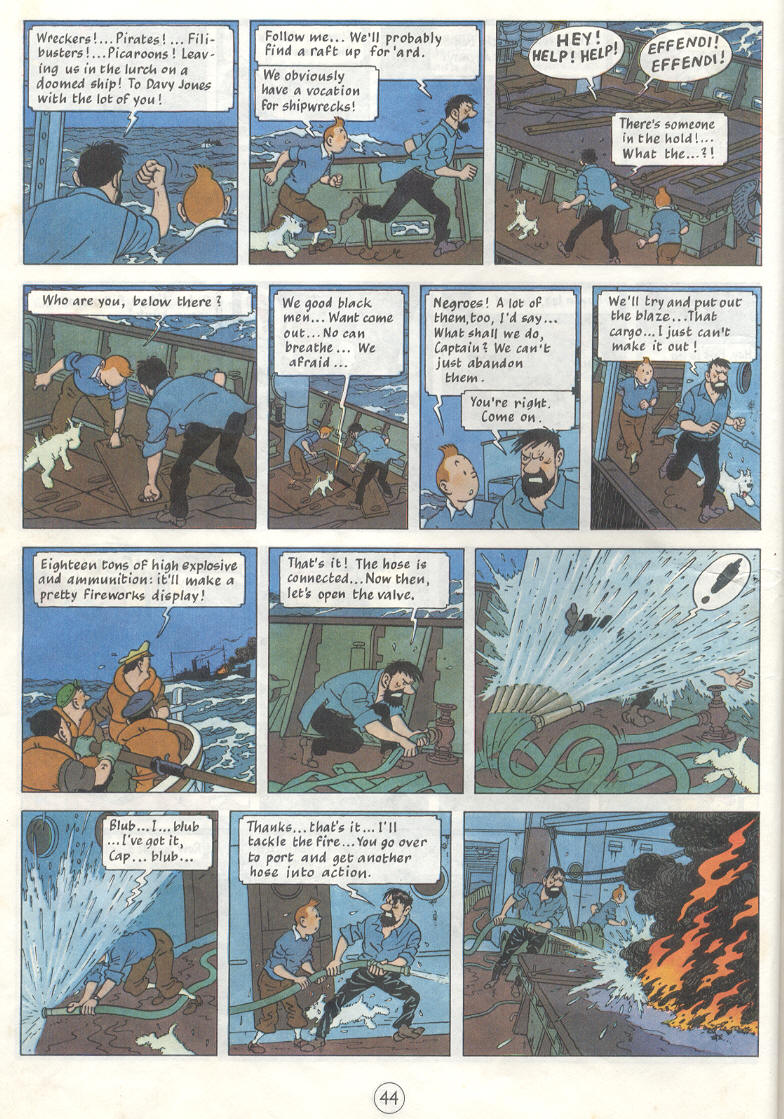 Wreckers!...Pirates! ... Fili-
busters!...Picaroons! Leav-
ing us in the lurch on a
doomed ship! To Davy Jones
with the lot of you!
Follow me... We'll probably
find a raft up for'ard.
We obviously
have a vocation
for shipwrecks!
HEY!
HELP! HELP!
EFFENDI!
EFFENDI!
There's someone
in the hold!...
What the...?!
Who are you, below there?
We good black
men... Want come
out... No can
breathe... We
afraid...
Negroes! A lot of
them, too, I'd say...
What shall we do,
Captain? We can't
just abandon
them.
You're right.
Come on.
We'll try and put out
the blaze...That
cargo...I just can't
make it out!
Eighteen tons of high explosive
and ammunition: it'll make a
pretty fireworks display!
That's it! The hose is
connected...Now then,
let's open the valve.
!
Blub...I...blub
...I've got it,
Cap... blub...
Thanks...that's it...I'll
tackle the fire...You go over
to port and get another
hose into action.
44